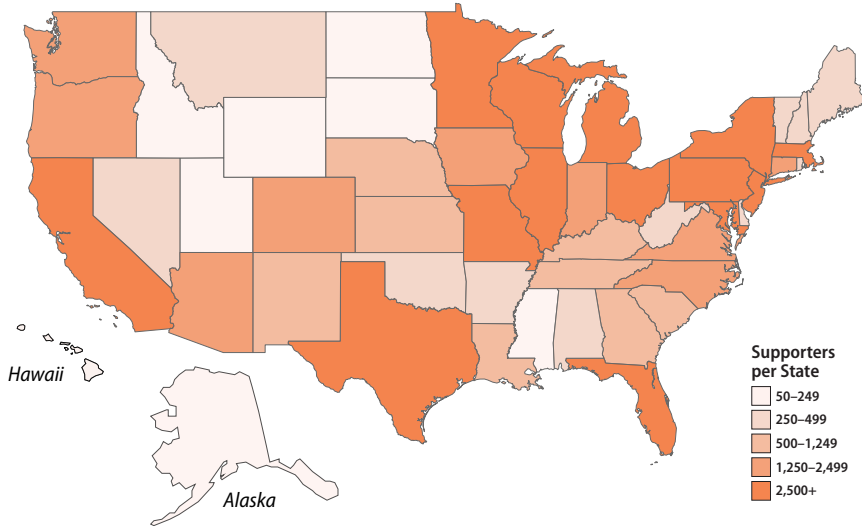 Hawaii
Alaska
Supporters
per State
50–249
250–499
500–1,249
1,250–2,499
2,500+